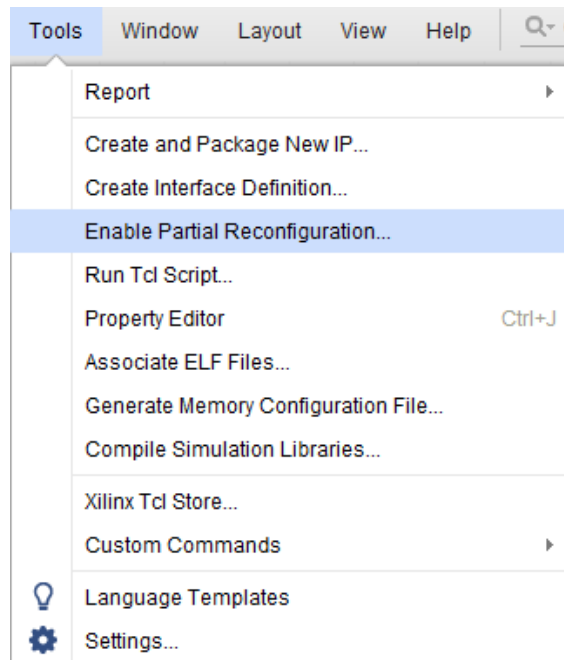 Tools Window Layout View Help
Report
Create and Package New IP...
Create Interface Definition...
Enable Partial Reconfiguration...
Run Tcl Script...
Property Editor Ctrl+J
Associate ELF Files...
Generate Memory Configuration File...
Compile Simulation Libraries...
Xilinx Tcl Store...
Custom Commands
Language Templates
Settings...